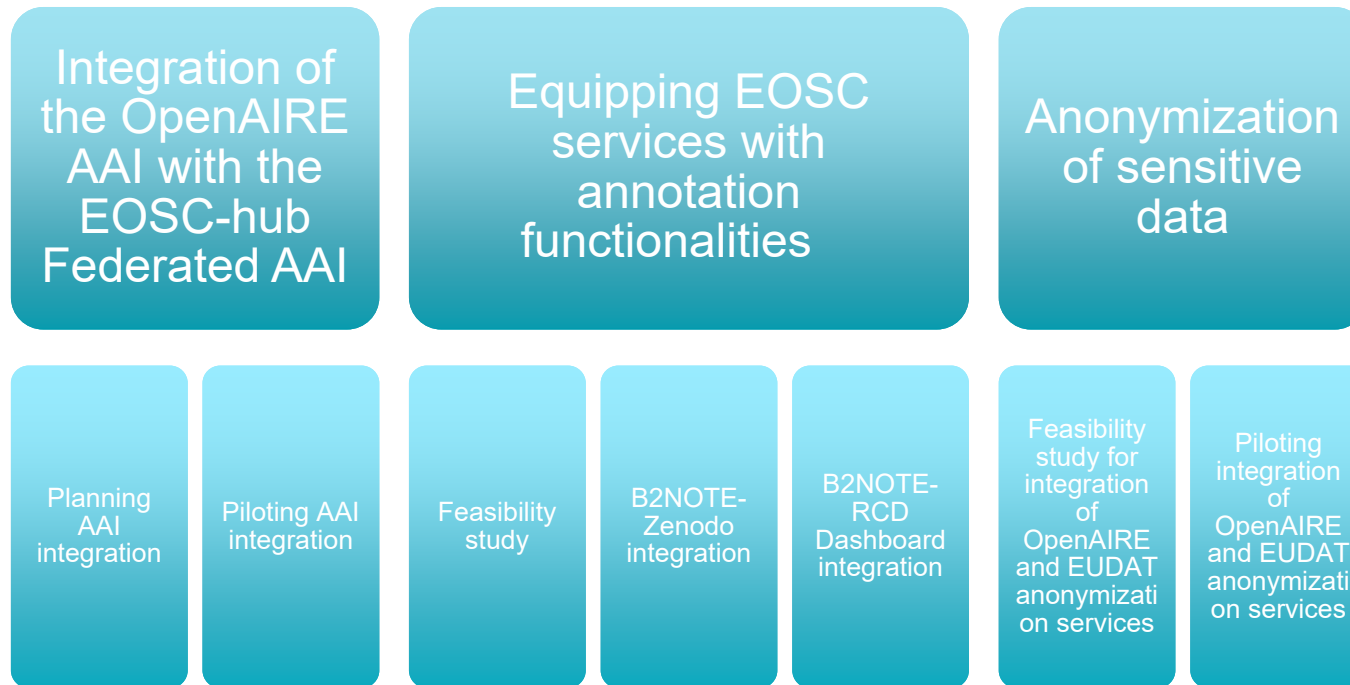 Integration of
the OpenAIRE
AAI with the
EOSC-hub
Federated AAI
Equipping EOSC
services with
annotation
functionalities
Anonymization
of sensitive
data
Planning
AAI
integration
Piloting AAI
integration
Feasibility
study
B2NOTE-
Zenodo
integration
B2NOTE-
RCD
Dashboard
integration
Feasibility
study for
integration
of
OpenAIRE
and EUDAT
anonymizati
on services
Piloting
integration
of
OpenAIRE
and EUDAT
anonymizati
on services